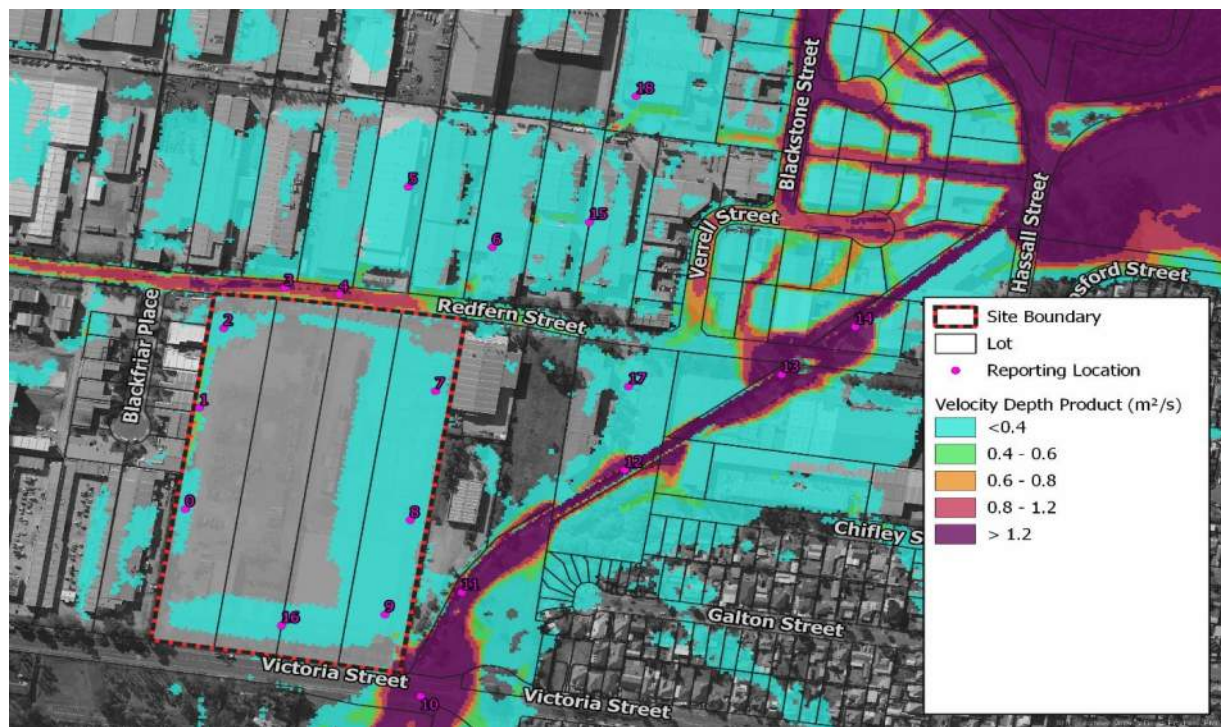 18
Blackstone Street
5
15
6
Verrell Street
Hassall Street
nsford Street
3
4
Redfern Street
2
Blackfriar Place
14
13
17
7
1
12
0
8
Chifley S
11
9
16
Galton Street
Victoria Street
10
Victoria Street
Site Boundary
Lot
Reporting Location
Velocity Depth Product (m²/s)
<0.4
0.4 - 0.6
0.6 - 0.8
0.8 - 1.2
> 1.2